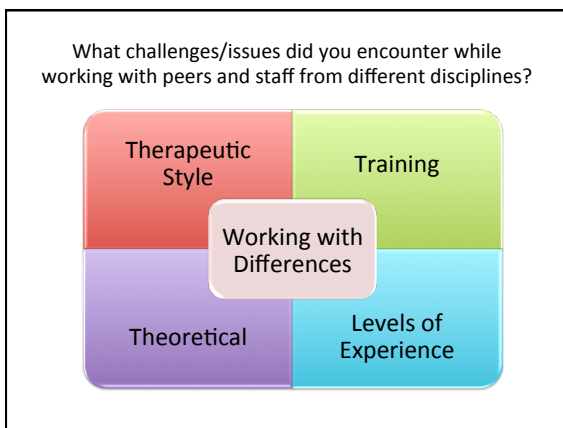 What challenges/issues did you encounter while
working with peers and staff from different disciplines?
Therapeutic
Style
Training
Working with
Differences
Theoretical
Levels of
Experience